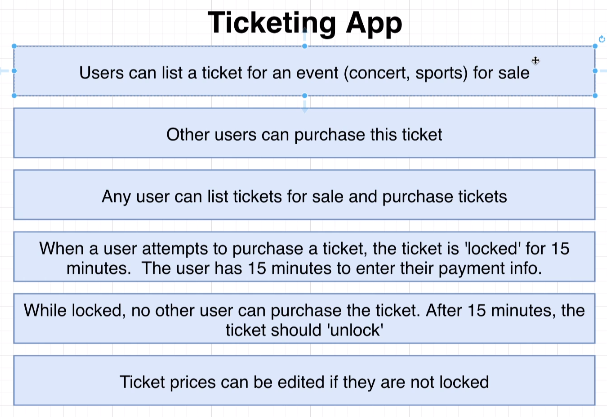 Ticketing App
Users can list a ticket for an event (concert, sports) for sale
Other users can purchase this ticket
Any user can list tickets for sale and purchase tickets
When a user attempts to purchase a ticket, the ticket is 'locked' for 15
minutes.  The user has 15 minutes to enter their payment info.
While locked, no other user can purchase the ticket. After 15 minutes, the
ticket should 'unlock'
Ticket prices can be edited if they are not locked